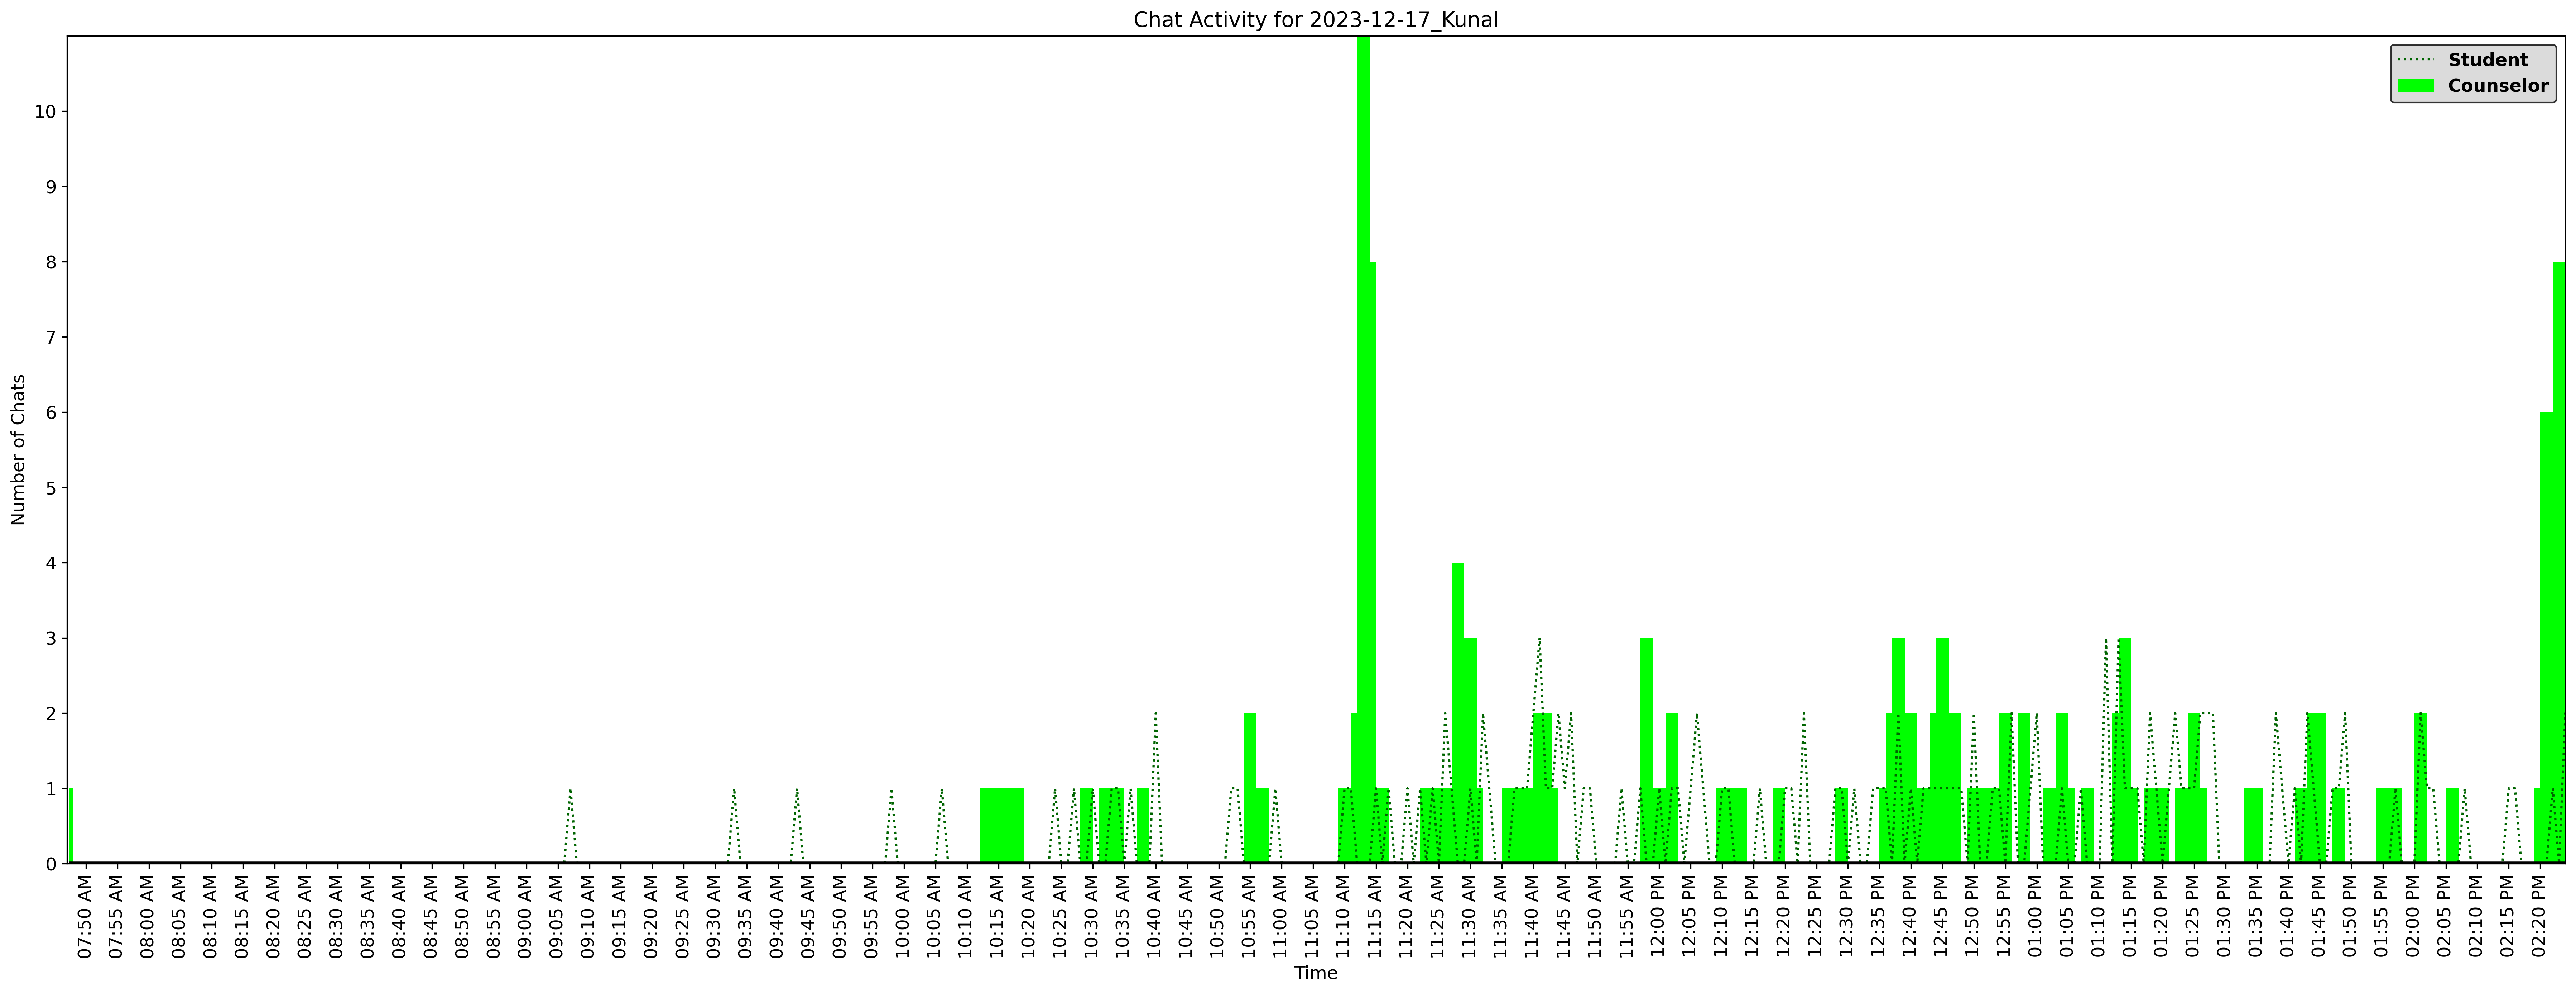 Chat Activity for 2023-12-17_Kunal
Student
Counselor
Number of Chats
10
9
8
7
6
5
4
3
2
1
0
07:50 AM
07:55 AM
08:00 AM
08:05 AM
08:10 AM
08:15 AM
08:20 AM
08:25 AM
08:30 AM
08:35 AM
08:40 AM
08:45 AM
08:50 AM
08:55 AM
09:00 AM
09:05 AM
09:10 AM
09:15 AM
09:20 AM
09:25 AM
09:30 AM
09:35 AM
09:40 AM
09:45 AM
09:50 AM
09:55 AM
10:00 AM
10:05 AM
10:10 AM
10:15 AM
10:20 AM
10:25 AM
10:30 AM
10:35 AM
10:40 AM
10:45 AM
10:50 AM
10:55 AM
11:00 AM
11:05 AM
11:10 AM
11:15 AM
11:20 AM
11:25 AM
11:30 AM
11:35 AM
11:40 AM
11:45 AM
11:50 AM
11:55 AM
12:00 PM
12:05 PM
12:10 PM
12:15 PM
12:20 PM
12:25 PM
12:30 PM
12:35 PM
12:40 PM
12:45 PM
12:50 PM
12:55 PM
01:00 PM
01:05 PM
01:10 PM
01:15 PM
01:20 PM
01:25 PM
01:30 PM
01:35 PM
01:40 PM
01:45 PM
01:50 PM
01:55 PM
02:00 PM
02:05 PM
02:10 PM
02:15 PM
02:20 PM
Time